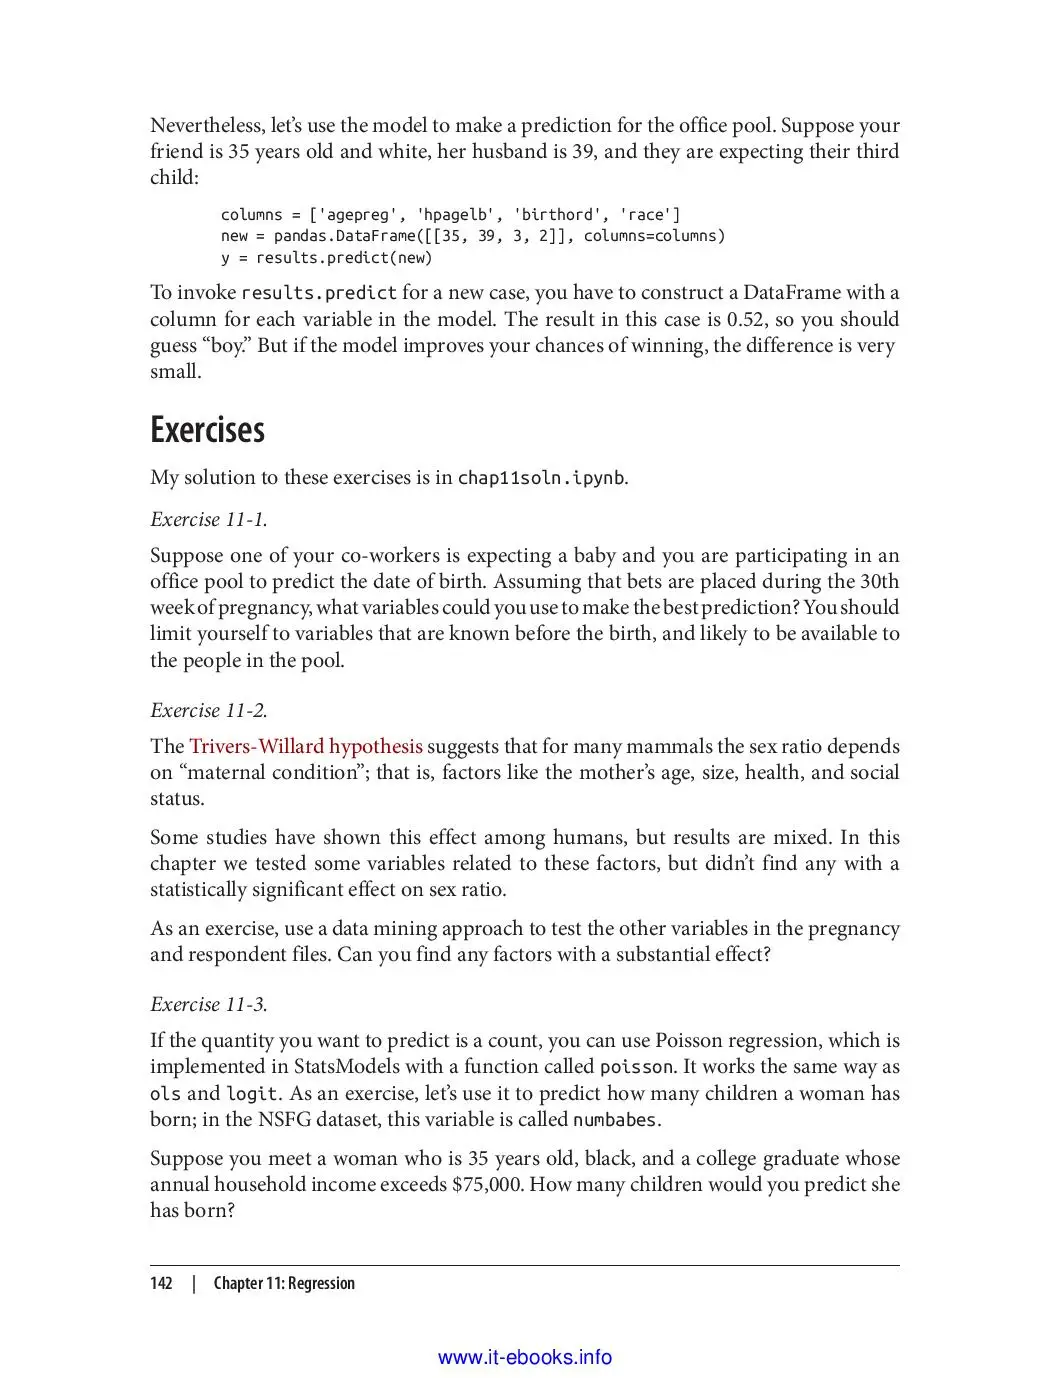 Nevertheless, let’s use the model to make a prediction for the office pool. Suppose your
friend is 35 years old and white, her husband is 39, and they are expecting their third
child:
columns = ['agepreg', 'hpagelb', 'birthord', 'race']
new = pandas.DataFrame([[35, 39, 3, 2]], columns=columns)
y = results.predict(new)
To invoke results.predict for a new case, you have to construct a DataFrame with a
column for each variable in the model. The result in this case is 0.52, so you should
guess “boy.” But if the model improves your chances of winning, the difference is very
small.
Exercises
My solution to these exercises is in chap11soln.ipynb.
Exercise 11-1.
Suppose one of your co-workers is expecting a baby and you are participating in an
office pool to predict the date of birth. Assuming that bets are placed during the 30th
week of pregnancy, what variables could you use to make the best prediction? You should
limit yourself to variables that are known before the birth, and likely to be available to
the people in the pool.
Exercise 11-2.
The Trivers-Willard hypothesis suggests that for many mammals the sex ratio depends
on “maternal condition”; that is, factors like the mother’s age, size, health, and social
status.
Some studies have shown this effect among humans, but results are mixed. In this
chapter we tested some variables related to these factors, but didn’t find any with a
statistically significant effect on sex ratio.
As an exercise, use a data mining approach to test the other variables in the pregnancy
and respondent files. Can you find any factors with a substantial effect?
Exercise 11-3.
If the quantity you want to predict is a count, you can use Poisson regression, which is
implemented in StatsModels with a function called poisson. It works the same way as
ols and logit. As an exercise, let’s use it to predict how many children a woman has
born; in the NSFG dataset, this variable is called numbabes.
Suppose you meet a woman who is 35 years old, black, and a college graduate whose
annual household income exceeds $75,000. How many children would you predict she
has born?
142 | Chapter 11: Regression
www.it-ebooks.info